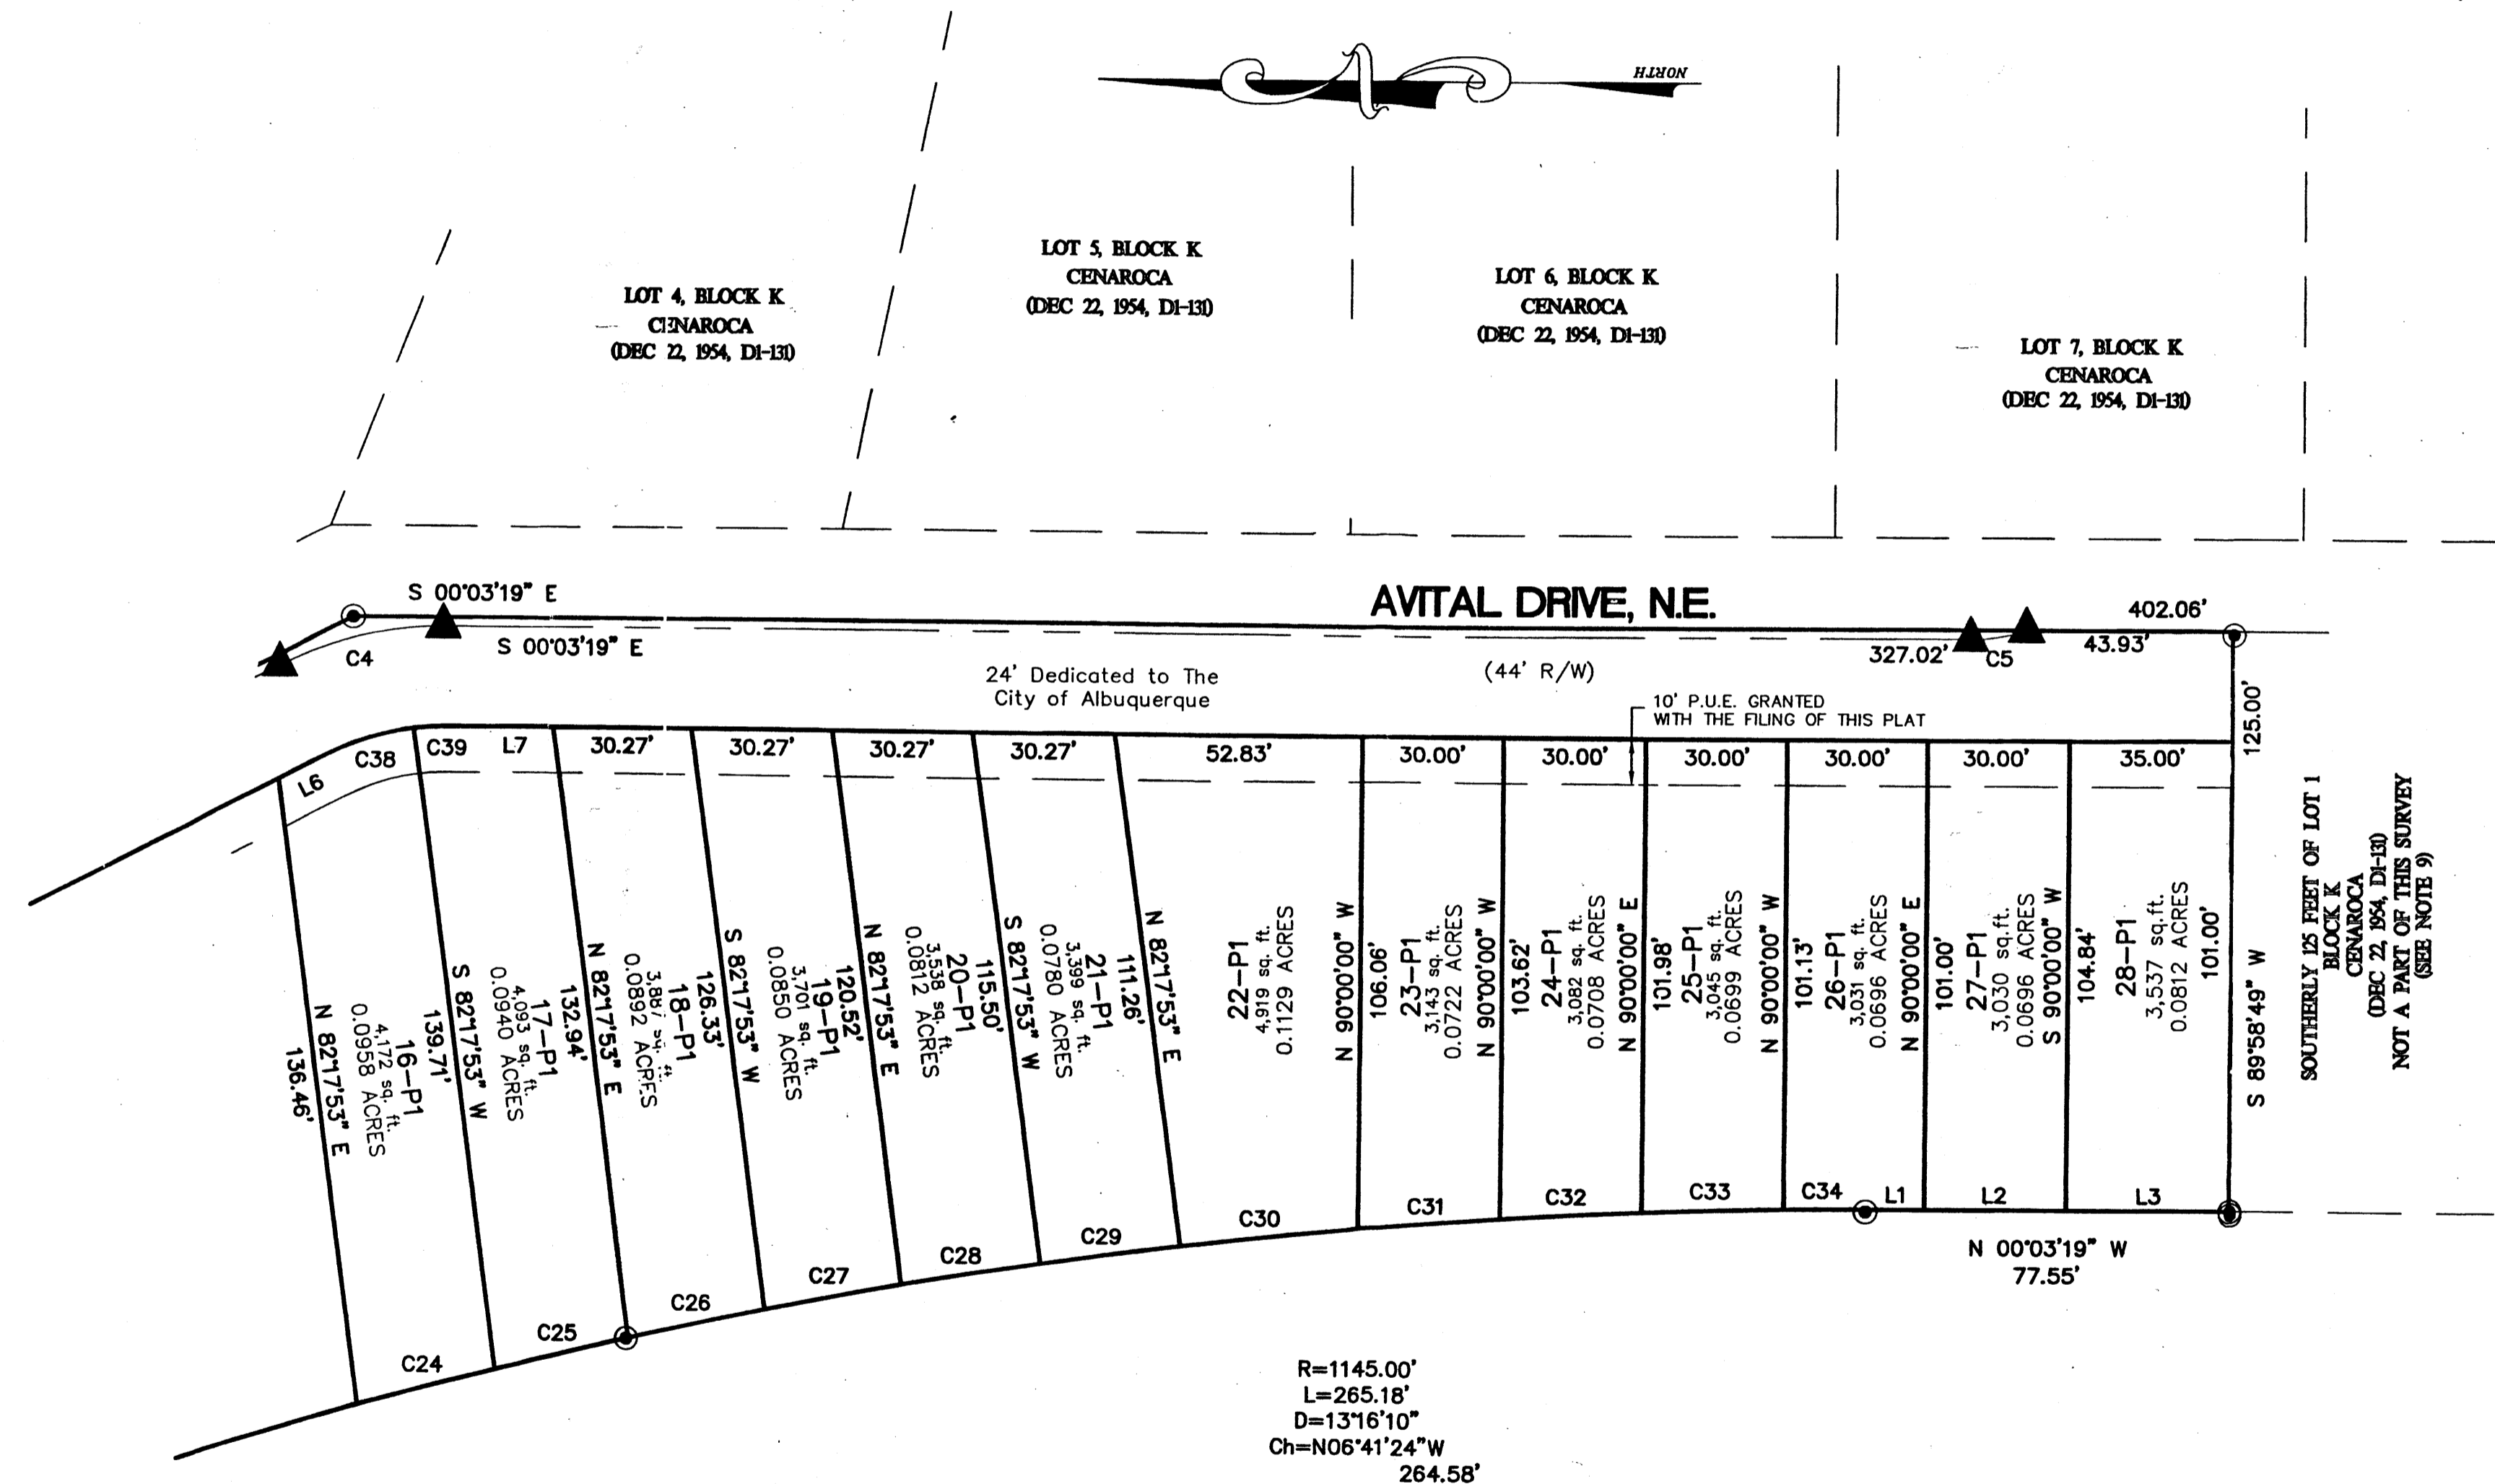 NORTH
LOT 4, BLOCK K
CENAROCA
(DEC 22, 1954, D1-131)
LOT 5, BLOCK K
CENAROCA
(DEC 22, 1954, D1-131)
LOT 6, BLOCK K
CENAROCA
(DEC 22, 1954, D1-131)
LOT 7, BLOCK K
CENAROCA
(DEC 22, 1954, D1-131)
S 00°03'19" E
AVITAL DRIVE, N.E.
402.06'
S 00°03'19" E
C4
327.02'
C5
43.93'
24' Dedicated to The
City of Albuquerque
(44' R/W)
10' P.U.E. GRANTED
WITH THE FILING OF THIS PLAT
125.00'
L6
C38
C39
L7
30.27'
30.27'
30.27'
30.27'
52.83'
30.00'
30.00'
30.00'
30.00'
30.00'
35.00'
136.46'
N 82°17'53" E
16-P1
4,172 sq. ft.
0.0958 ACRES
139.71'
S 82°17'53" W
17-P1
4,093 sq. ft.
0.0940 ACRES
132.94'
N 82°17'53" E
18-P1
ft.
0.0892 ACRES
126.33'
S 82°17'53" W
19-P1
3,701 sq. ft.
0.0850 ACRES
120.52'
N 82°17'53" E
20-P1
3,538 sq. ft.
0.0812 ACRES
115.50'
S 82°17'53" W
21-P1
3,399 sq. ft.
0.0780 ACRES
111.26'
N 82°17'53" E
22-P1
4,919 sq. ft.
0.1129 ACRES
N 90°00'00" W
106.06'
23-P1
3,143 sq. ft.
0.0722 ACRES
N 90°00'00" W
103.62'
24-P1
3,082 sq. ft.
0.0708 ACRES
N 90°00'00" E
101.98'
25-P1
3,045 sq. ft.
0.0699 ACRES
N 90°00'00" W
101.13'
26-P1
3,031 sq. ft.
0.0696 ACRES
N 90°00'00" E
101.00'
27-P1
3,030 sq.ft.
0.0696 ACRES
S 90°00'00" W
104.84'
28-P1
3,537 sq.ft.
0.0812 ACRES
101.00'
S 89°58'49" W
SOUTHERLY 125 FEET OF LOT 1
BLOCK K
CENAROCA
(DEC 22, 1954, D1-131)
NOT A PART OF THIS SURVEY
(SEE NOTE 9)
C24
C25
C26
C27
C28
C29
C30
C31
C32
C33
C34
L1
L2
L3
N 00°03'19" W
77.55'
R=1145.00'
L=265.18'
D=13°16'10"
Ch=N06°41'24"W
264.58'